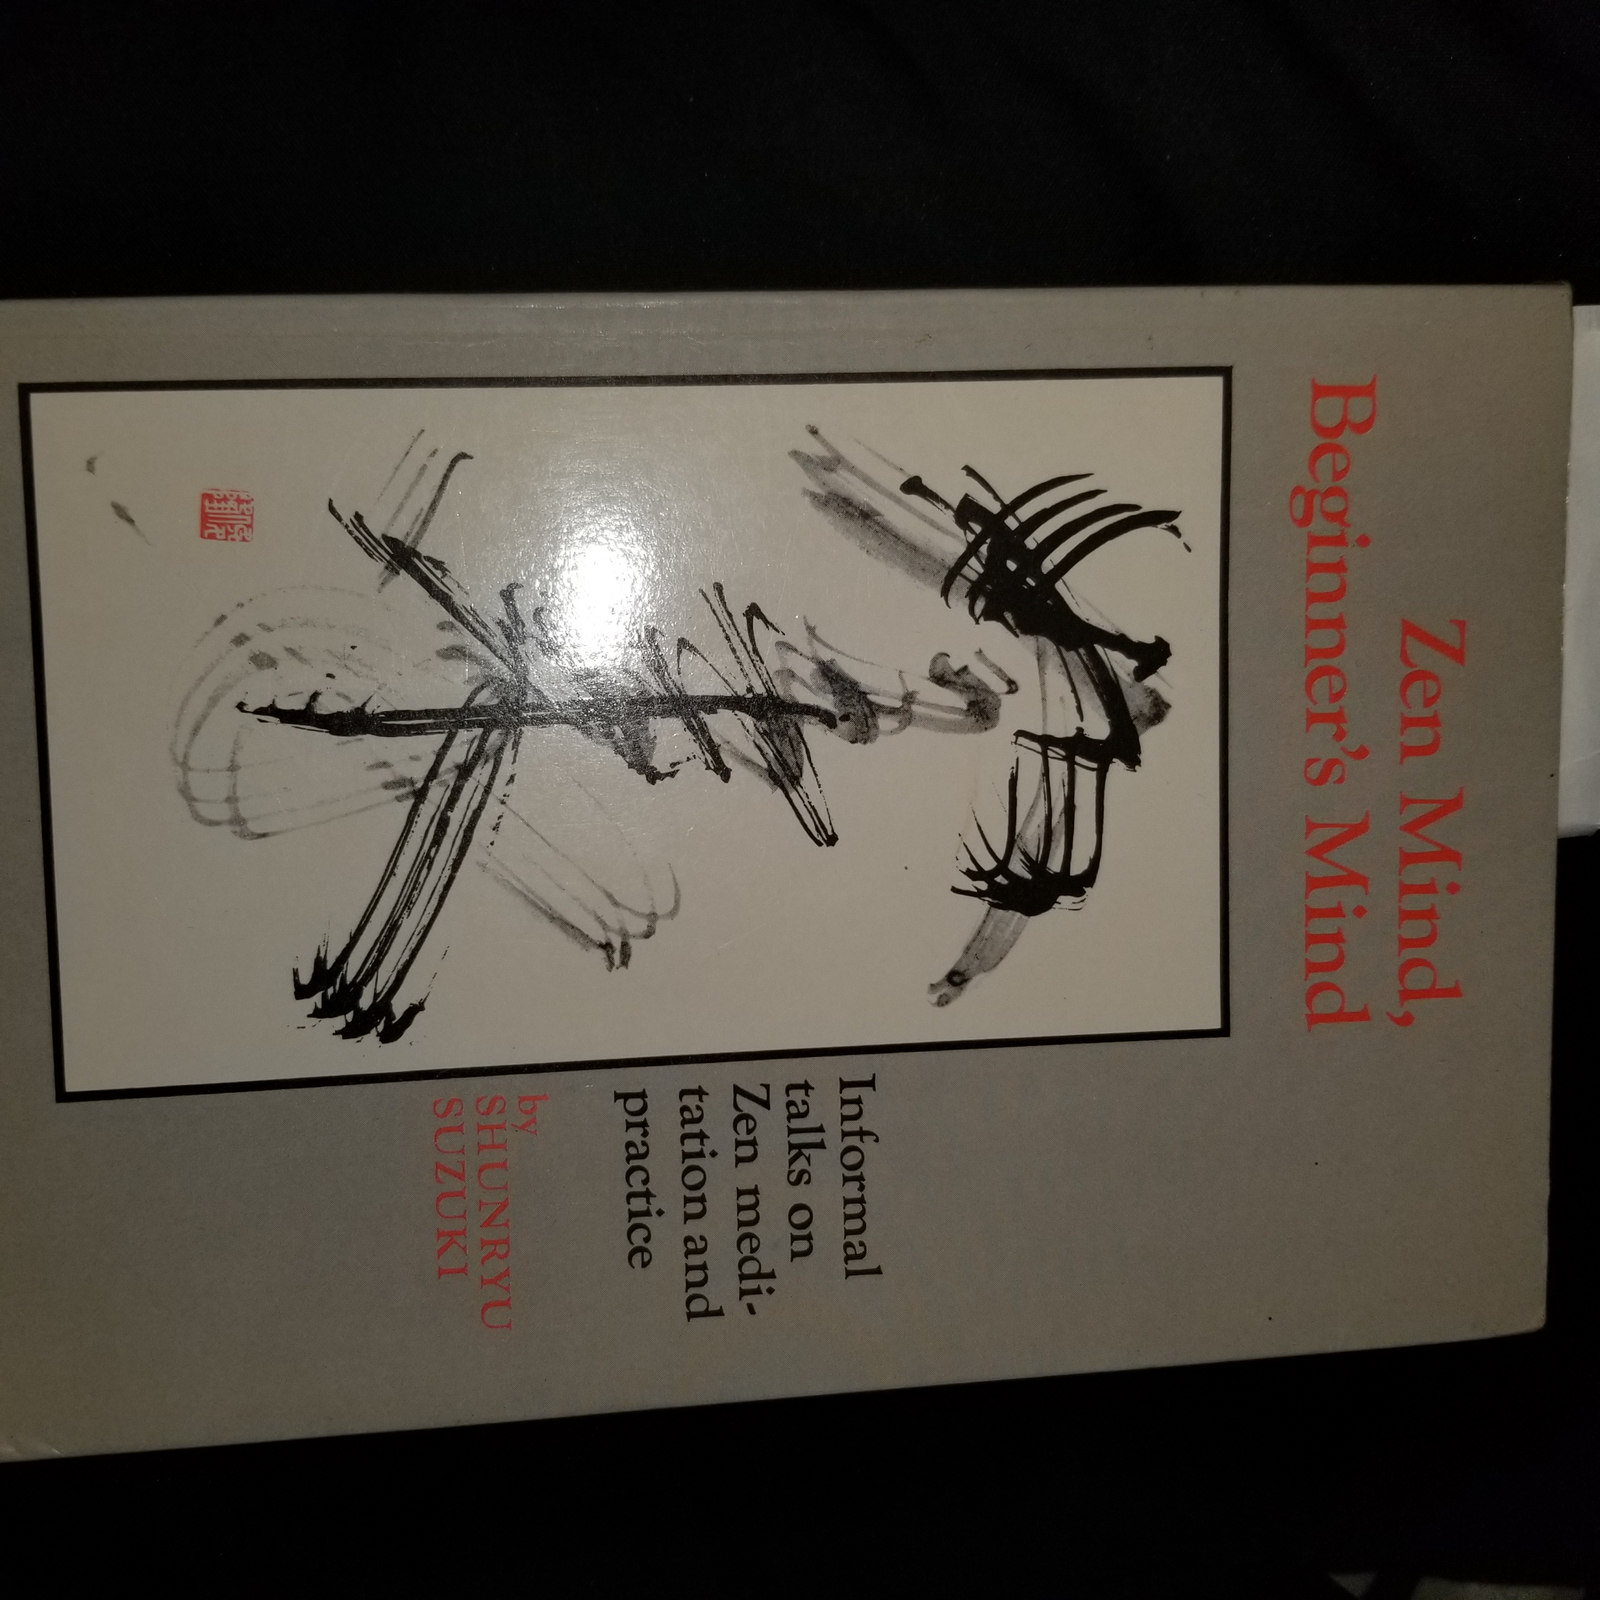 Zen Mind,
Beginner's Mind
Informal
talks on
Zen medi-
tation and
practice
by
SHUNRYU
SUZUKI